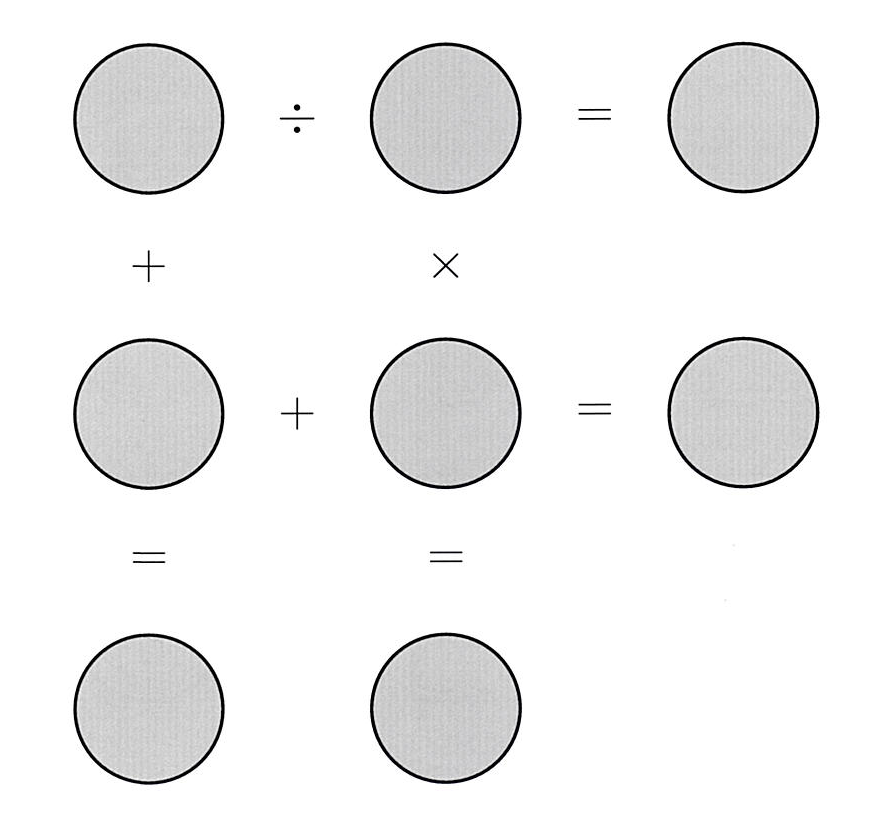 ÷ =
+ ×
+ =
= =